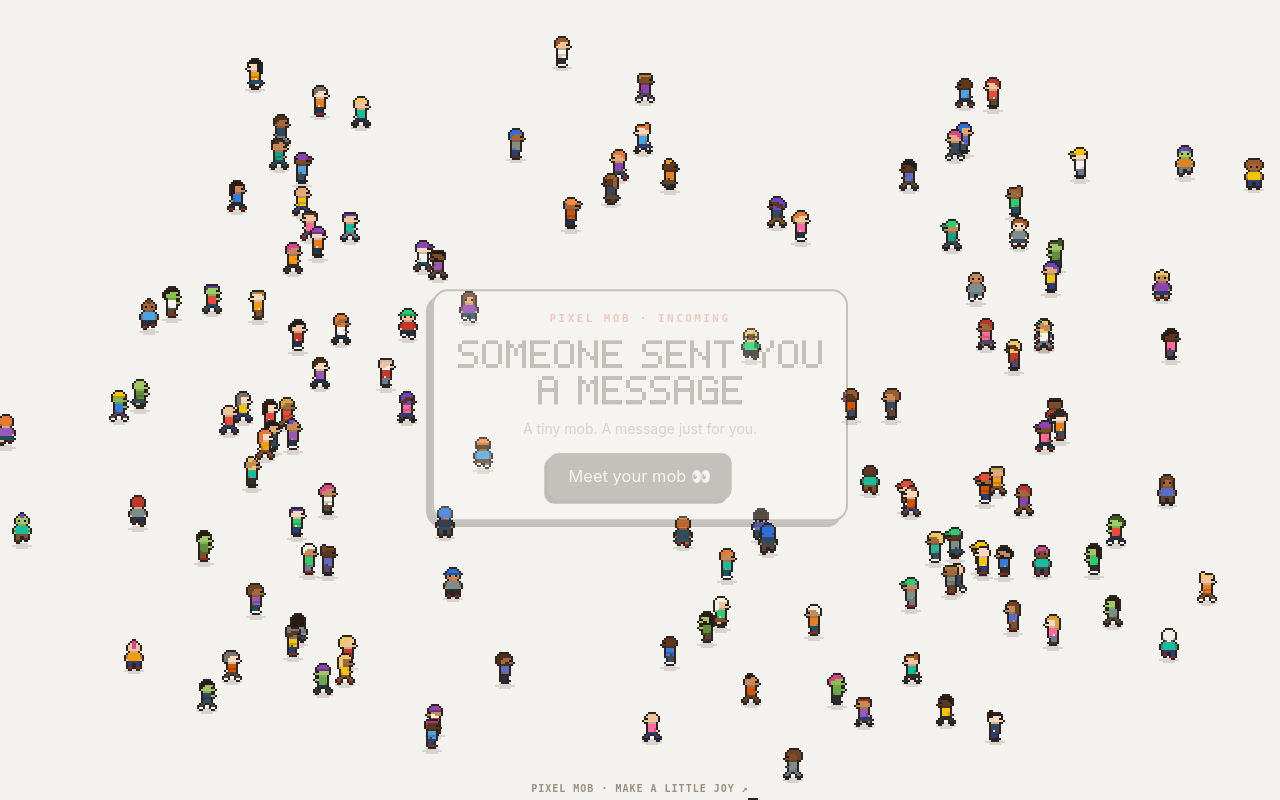 PIXEL MOB · INCOMING
SOMEONE SENT YOU
A MESSAGE
A tiny mob. A message just for you.
Meet your mob 👀
PIXEL MOB · MAKE A LITTLE JOY ↗